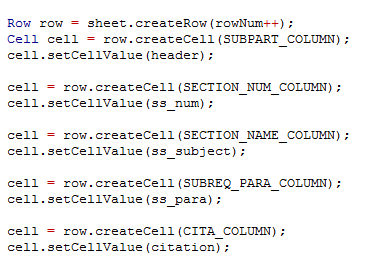 Row row = sheet.createRow(rowNum++);
Cell cell = row.createCell(SUBPART_COLUMN);
cell.setCellValue(header);
cell = row.createCell(SECTION_NUM_COLUMN);
cell.setCellValue(ss_num);
cell = row.createCell(SECTION_NAME_COLUMN);
cell.setCellValue(ss_subject);
cell = row.createCell(SUBREQ_PARA_COLUMN);
cell.setCellValue(ss_para);
cell = row.createCell(CITA_COLUMN);
cell.setCellValue(citation);